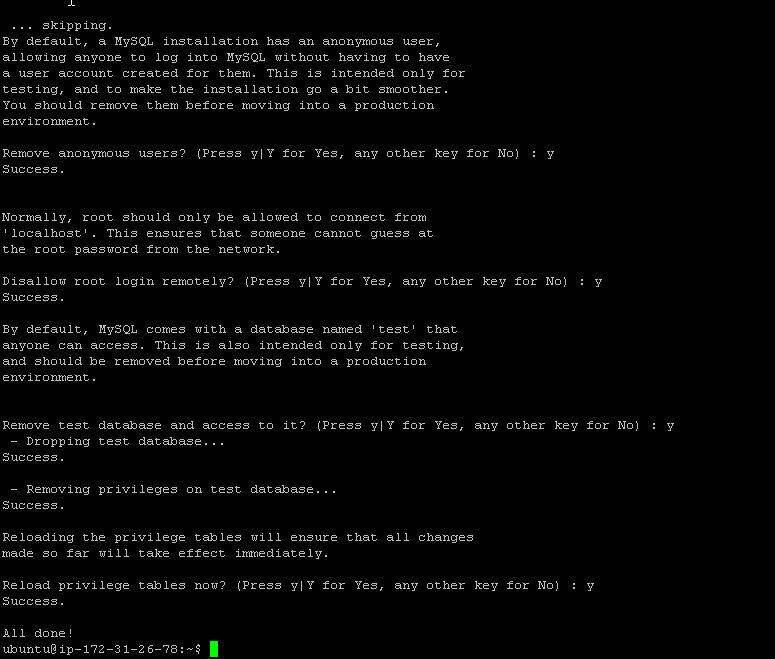 ... skipping.
By default, a MySQL installation has an anonymous user,
allowing anyone to log into MySQL without having to have
a user account created for them. This is intended only for
testing, and to make the installation go a bit smoother.
You should remove them before moving into a production
environment.
Remove anonymous users? (Press y|Y for Yes, any other key for No) : y
Success.
Normally, root should only be allowed to connect from
'localhost'. This ensures that someone cannot guess at
the root password from the network.
Disallow root login remotely? (Press y|Y for Yes, any other key for No) : y
Success.
By default, MySQL comes with a database named 'test' that
anyone can access. This is also intended only for testing,
and should be removed before moving into a production
environment.
Remove test database and access to it? (Press y|Y for Yes, any other key for No) : y
- Dropping test database...
Success.
- Removing privileges on test database...
Success.
Reloading the privilege tables will ensure that all changes
made so far will take effect immediately.
Reload privilege tables now? (Press y|Y for Yes, any other key for No) : y
Success.
All done!
ubuntu@ip-172-31-26-78:~$